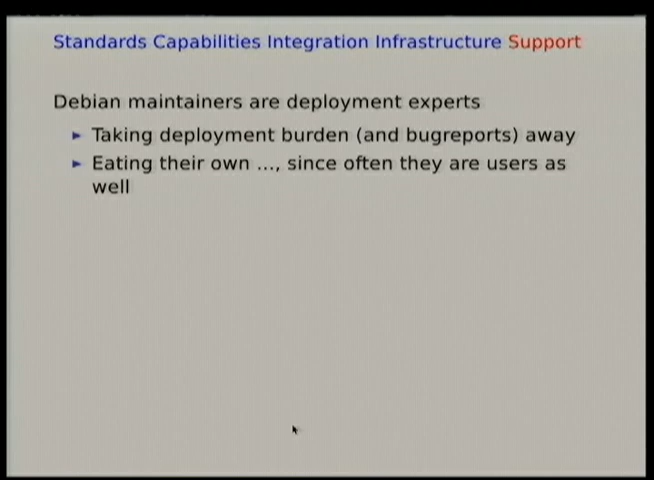 Standards Capabilities Integration Infrastructure Support
Debian maintainers are deployment experts
► Taking deployment burden (and bugreports) away
► Eating their own ..., since often they are users as
well